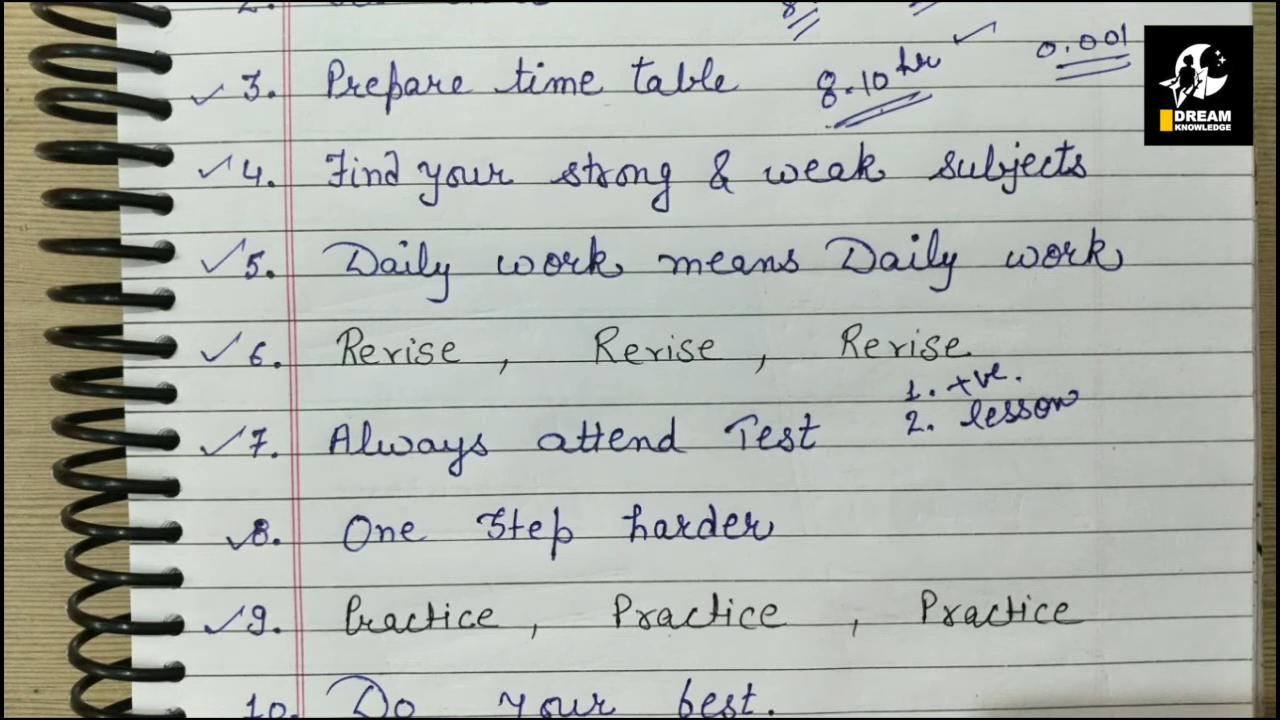 2.
3. Prepare time table 8.10 hr 0.001
4. Find your strong & weak subjects
5. Daily work means Daily work
6. Revise, Revise, Revise
1. +ve.
2. lesson
7. Always attend Test
8. One Step harder
9. Practice, Practice, Practice
10. Do your best.
DREAM
KNOWLEDGE